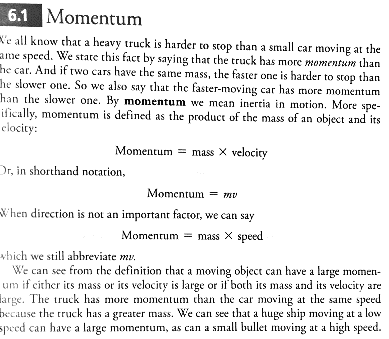 6.1 Momentum
We all know that a heavy truck is harder to stop than a small car moving at the
same speed. We state this fact by saying that the truck has more momentum than
the car. And if two cars have the same mass, the faster one is harder to stop than
the slower one. So we also say that the faster-moving car has more momentum
than the slower one. By momentum we mean inertia in motion. More spe-
ifically, momentum is defined as the product of the mass of an object and its
elocity:
Momentum = mass × velocity
Or, in shorthand notation,
Momentum = mv
When direction is not an important factor, we can say
Momentum = mass × speed
which we still abbreviate mv.
We can see from the definition that a moving object can have a large momen-
um if either its mass or its velocity is large or if both its mass and its velocity are
large. The truck has more momentum than the car moving at the same speed
because the truck has a greater mass. We can see that a huge ship moving at a low
speed can have a large momentum, as can a small bullet moving at a high speed.